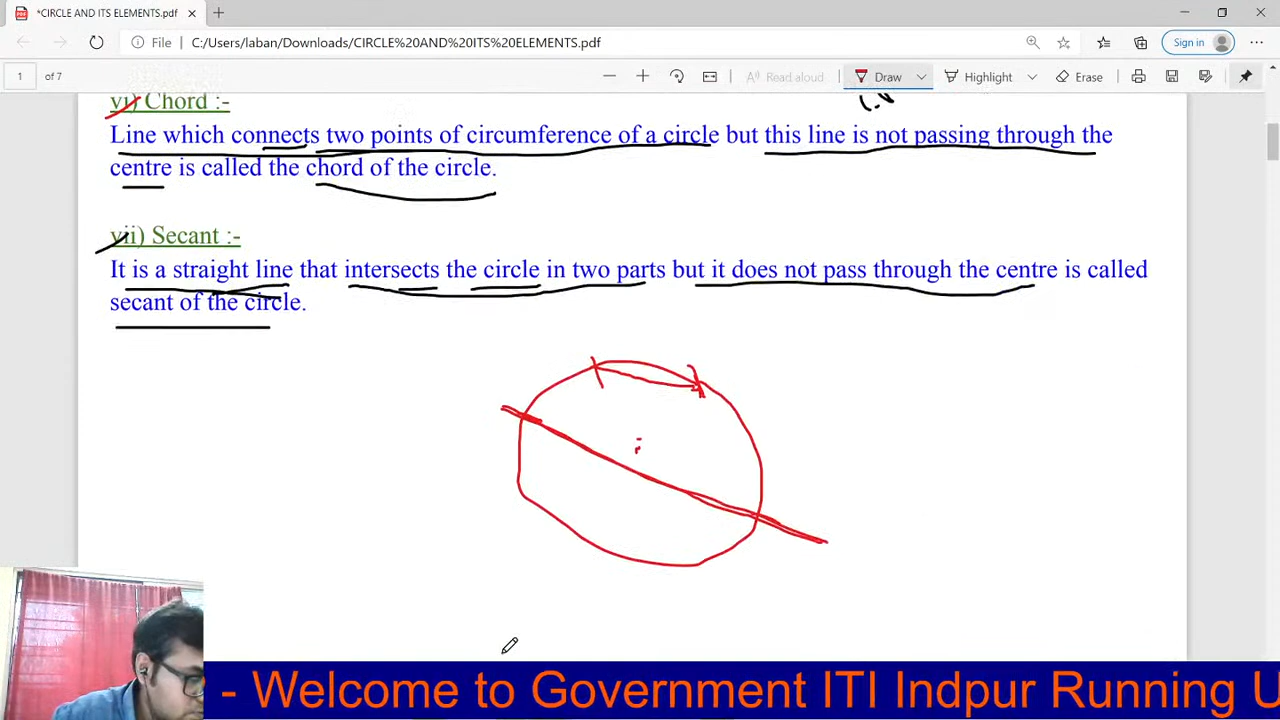 *CIRCLE AND ITS ELEMENTS.pdf
File C:/Users/laban/Downloads/CIRCLE%20AND%20ITS%20ELEMENTS.pdf Sign in
1 of 7 Read aloud Draw Highlight Erase
vi) Chord :-
Line which connects two points of circumference of a circle but this line is not passing through the
centre is called the chord of the circle.
vii) Secant :-
It is a straight line that intersects the circle in two parts but it does not pass through the centre is called
secant of the circle.
- Welcome to Government ITI Indpur Running U